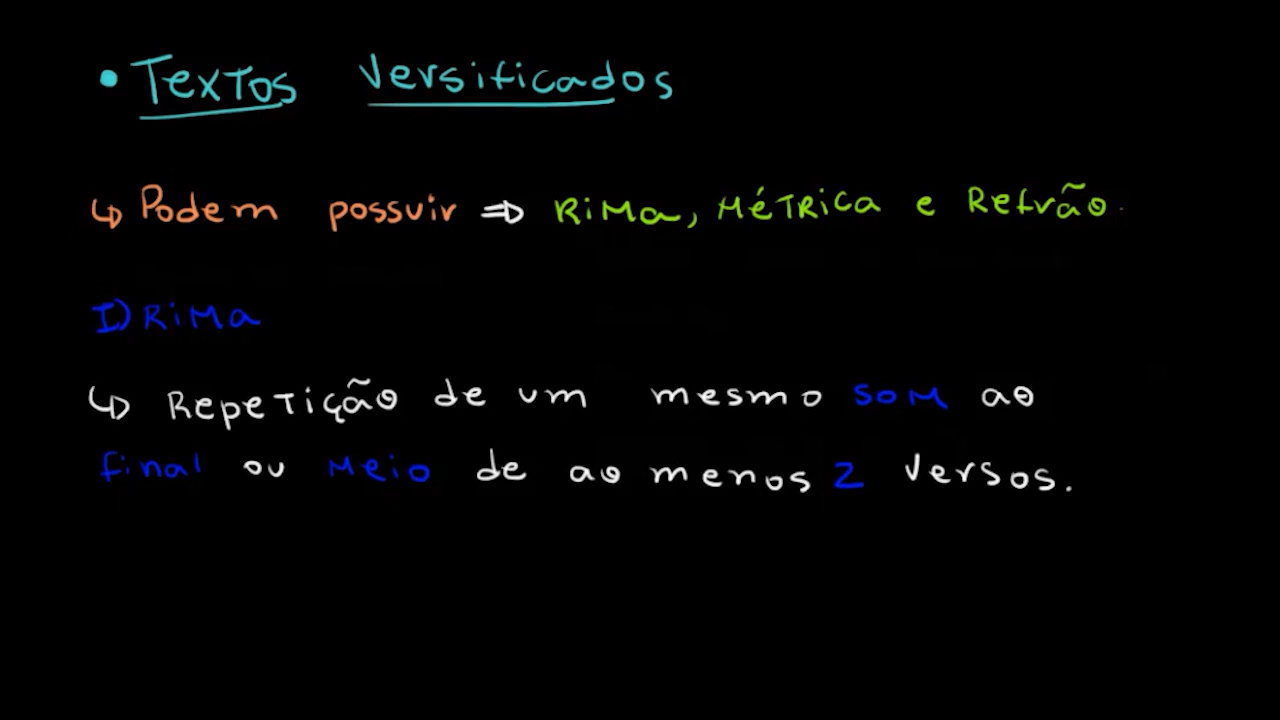 • Textos versificados
↳ Podem possuir ⇒ Rima, Métrica e Refrão.
I) Rima
↳ Repetição de um mesmo som ao
final ou meio de ao menos 2 versos.